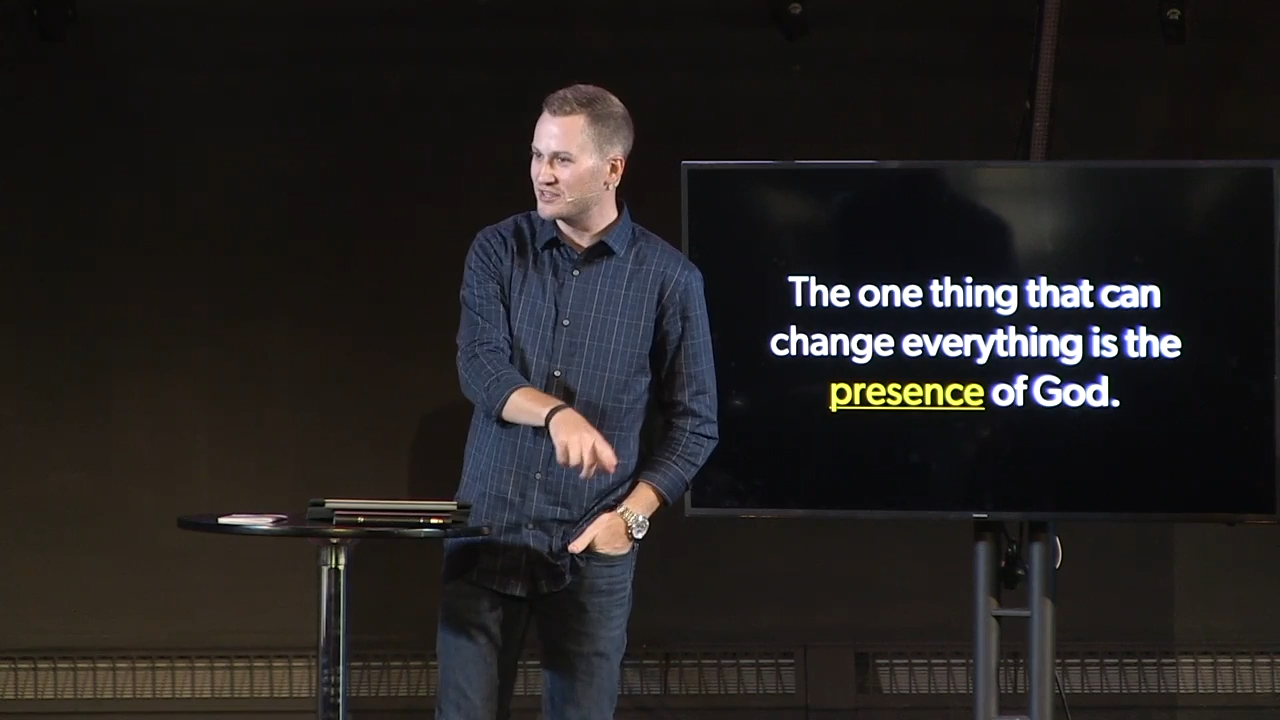 The one thing that can
change everything is the
presence of God.